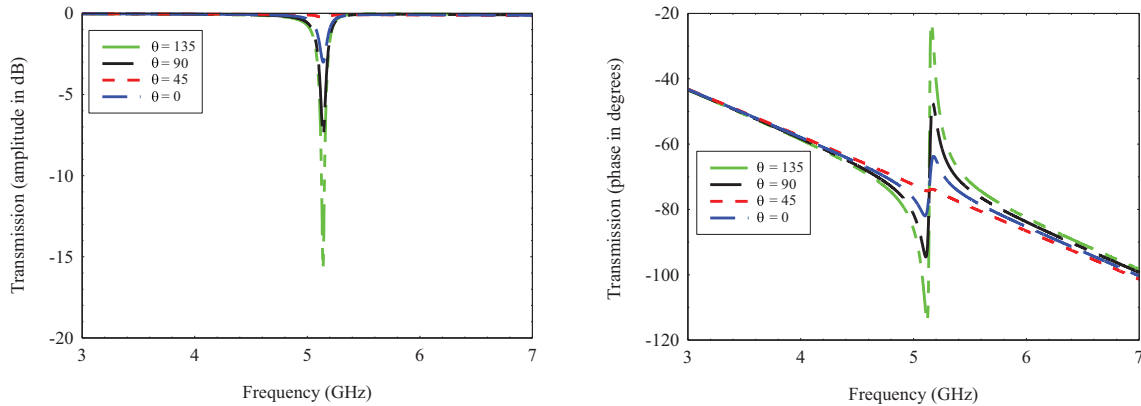 Transmission (amplitude in dB)
0
-5
-10
-15
-20
3
4
5
6
7
Frequency (GHz)
θ = 135
θ = 90
θ = 45
θ = 0
Transmission (phase in degrees)
-20
-40
-60
-80
-100
-120
3
4
5
6
7
Frequency (GHz)
θ = 135
θ = 90
θ = 45
θ = 0